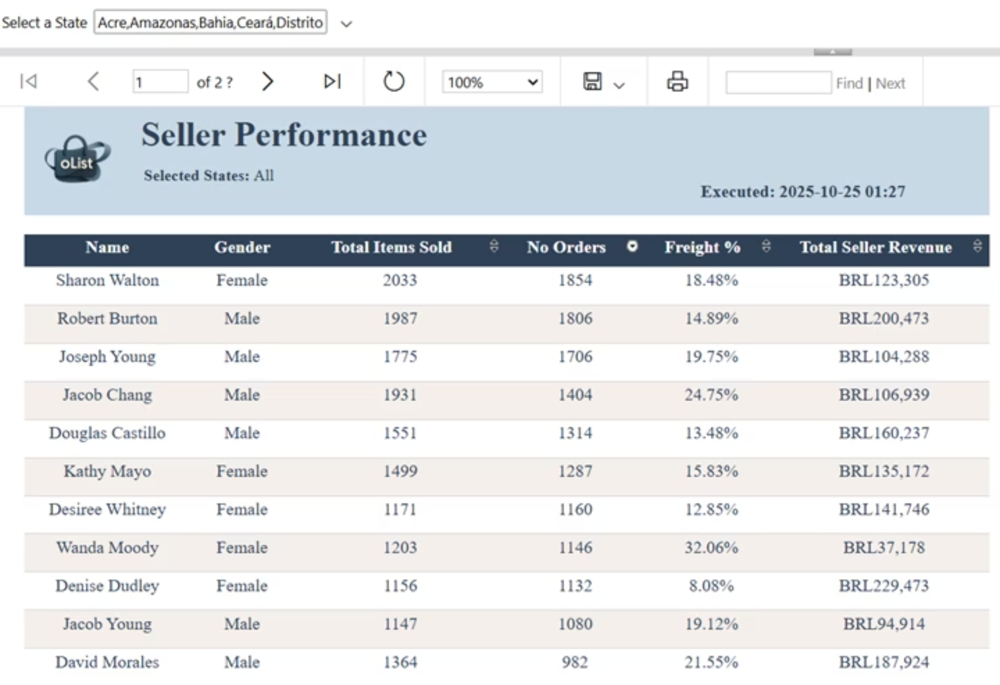 Select a State Acre,Amazonas,Bahia,Ceará,Distrito
1 of 2 ? 100% Find | Next
oList
Seller Performance
Selected States: All
Executed: 2025-10-25 01:27
Name Gender Total Items Sold No Orders Freight % Total Seller Revenue
Sharon Walton Female 2033 1854 18.48% BRL123,305
Robert Burton Male 1987 1806 14.89% BRL200,473
Joseph Young Male 1775 1706 19.75% BRL104,288
Jacob Chang Male 1931 1404 24.75% BRL106,939
Douglas Castillo Male 1551 1314 13.48% BRL160,237
Kathy Mayo Female 1499 1287 15.83% BRL135,172
Desiree Whitney Female 1171 1160 12.85% BRL141,746
Wanda Moody Female 1203 1146 32.06% BRL37,178
Denise Dudley Female 1156 1132 8.08% BRL229,473
Jacob Young Male 1147 1080 19.12% BRL94,914
David Morales Male 1364 982 21.55% BRL187,924